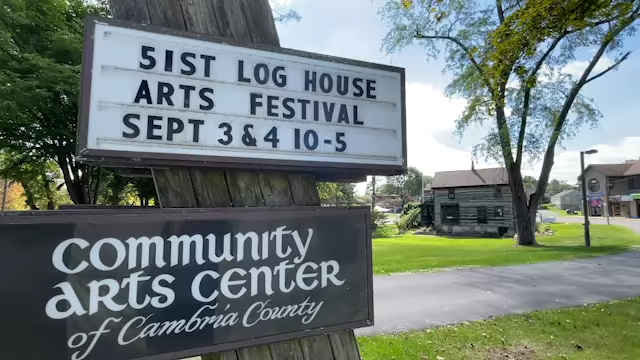 51ST LOG HOUSE
ARTS FESTIVAL
SEPT 3 & 4 10-5
Community
arts center
of Cambria County